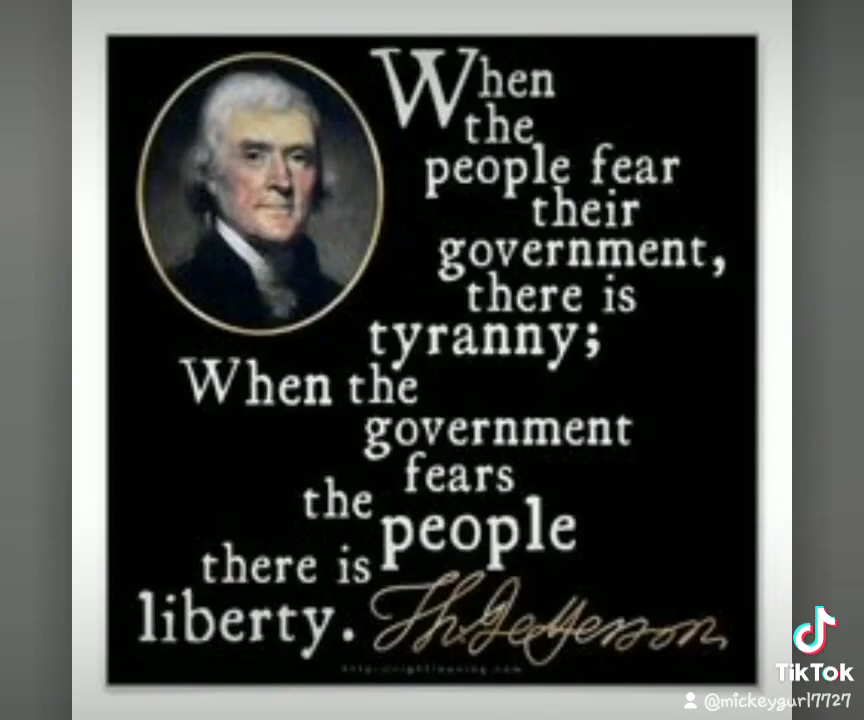 When
the
people fear
their
government,
there is
tyranny;
When the
government
fears
the people
there is
liberty.
Th. Jefferson
TikTok
@mickeygurl7727